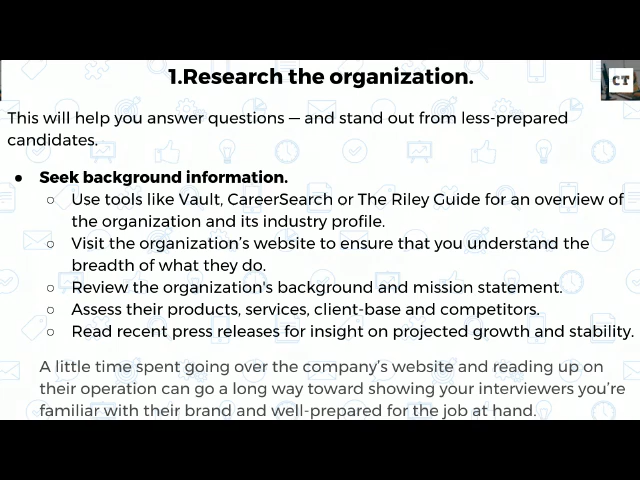 1.Research the organization.
CT
This will help you answer questions — and stand out from less-prepared
candidates.
● Seek background information.
○ Use tools like Vault, CareerSearch or The Riley Guide for an overview of
the organization and its industry profile.
○ Visit the organization’s website to ensure that you understand the
breadth of what they do.
○ Review the organization's background and mission statement.
○ Assess their products, services, client-base and competitors.
○ Read recent press releases for insight on projected growth and stability.
A little time spent going over the company’s website and reading up on
their operation can go a long way toward showing your interviewers you’re
familiar with their brand and well-prepared for the job at hand.